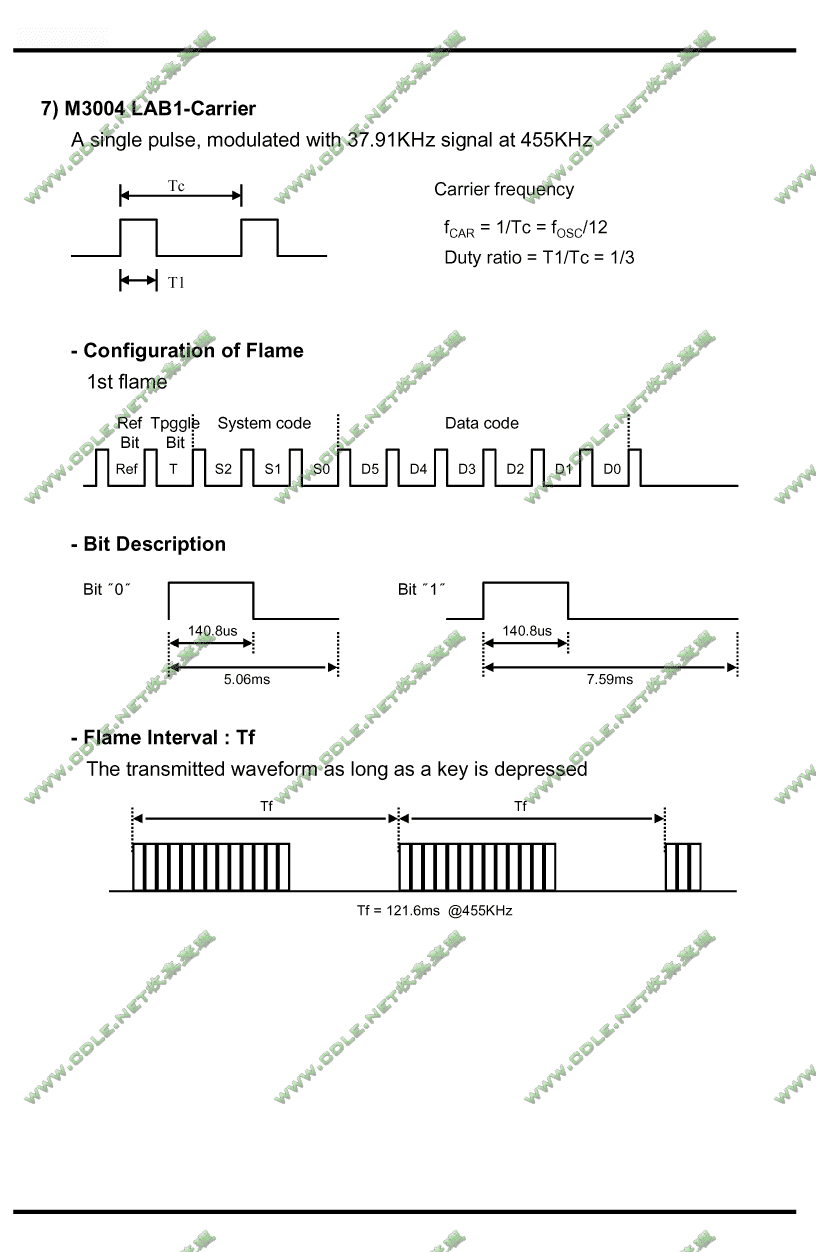 7) M3004 LAB1-Carrier
A single pulse, modulated with 37.91KHz signal at 455KHz
Tc
Carrier frequency
fCAR = 1/Tc = fOSC/12
Duty ratio = T1/Tc = 1/3
T1
- Configuration of Flame
1st flame
Ref Bit Tpggle Bit System code Data code
Ref T S2 S1 S0 D5 D4 D3 D2 D1 D0
- Bit Description
Bit ˝0˝ Bit ˝1˝
140.8us 140.8us
5.06ms 7.59ms
- Flame Interval : Tf
The transmitted waveform as long as a key is depressed
Tf Tf
Tf = 121.6ms @455KHz
WWW.CDLE.NET